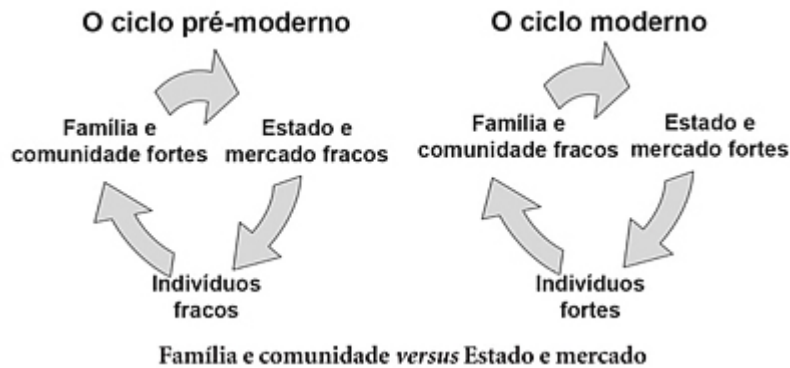 O ciclo pré-moderno
Família e
comunidade fortes
Estado e
mercado fracos
Indivíduos
fracos
O ciclo moderno
Família e
comunidade fracos
Estado e
mercado fortes
Indivíduos
fortes
Família e comunidade versus Estado e mercado